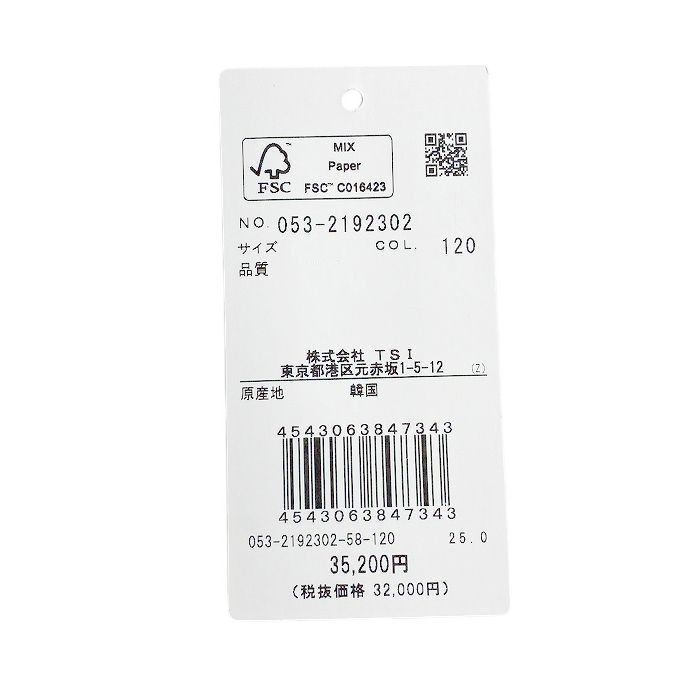 MIX
Paper
FSC™ FSC™ C016423
NO. 053-2192302
サイズ COL. 120
品質
株式会社 TSI
東京都港区元赤坂1-5-12 (Z)
原産地 韓国
4543063847343
4543063847343
053-2192302-58-120 25.0
35,200円
(税抜価格 32,000円)